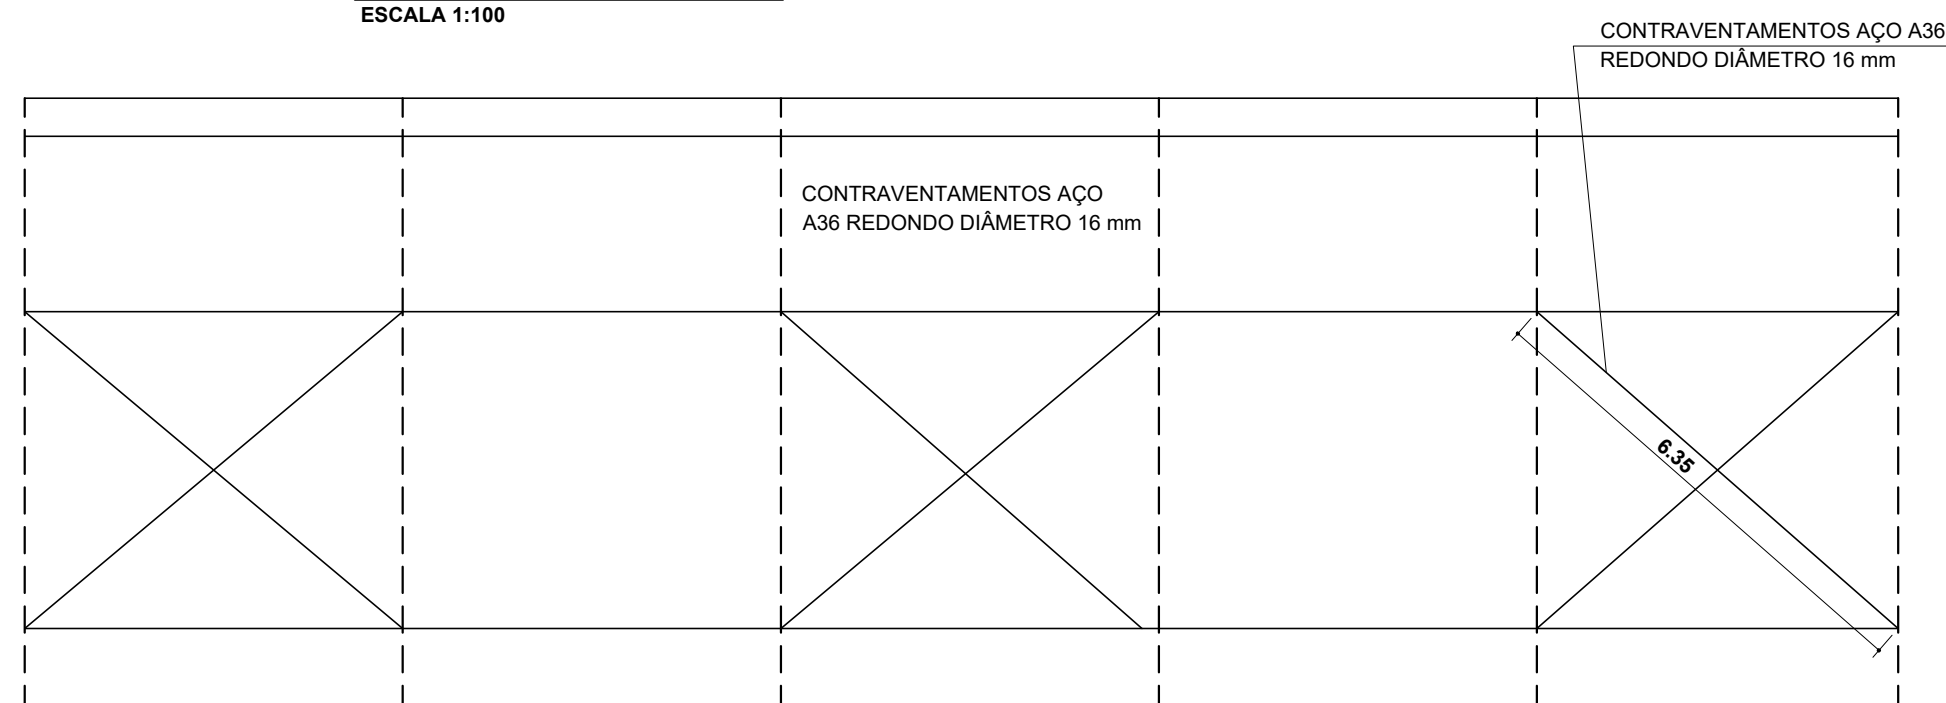 ESCALA 1:100
CONTRAVENTAMENTOS AÇO A36
REDONDO DIÂMETRO 16 mm
CONTRAVENTAMENTOS AÇO
A36 REDONDO DIÂMETRO 16 mm
6.35